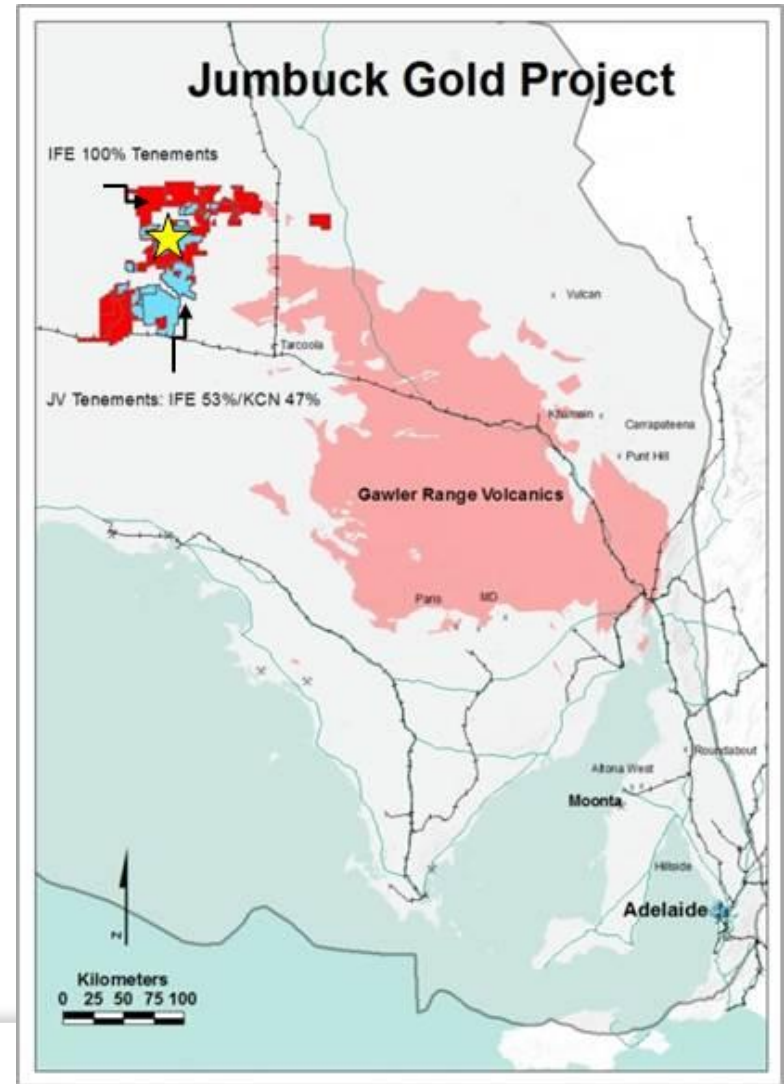 Jumbuck Gold Project
IFE 100% Tenements
Vulcan
Tarcoola
JV Tenements: IFE 53%/KCN 47%
Khamsin
Carrapateena
Punt Hill
Gawler Range Volcanics
Paris
MD
Roundabout
Altona West
Moonta
Hillside
Adelaide
N
Kilometers
0 25 50 75 100